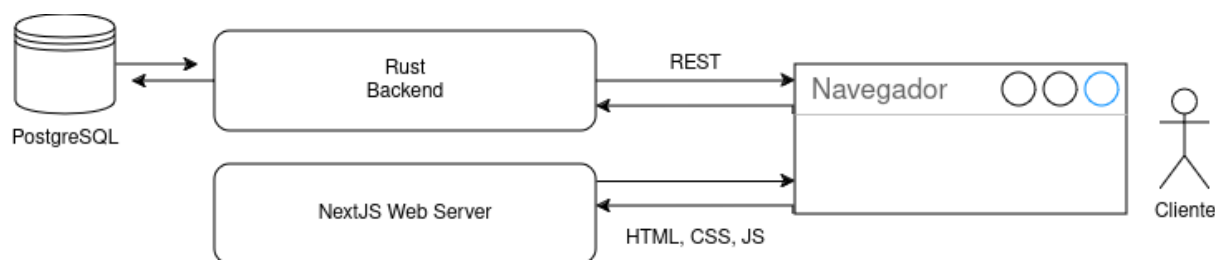 PostgreSQL
Rust
Backend
REST
Navegador
NextJS Web Server
HTML, CSS, JS
Cliente